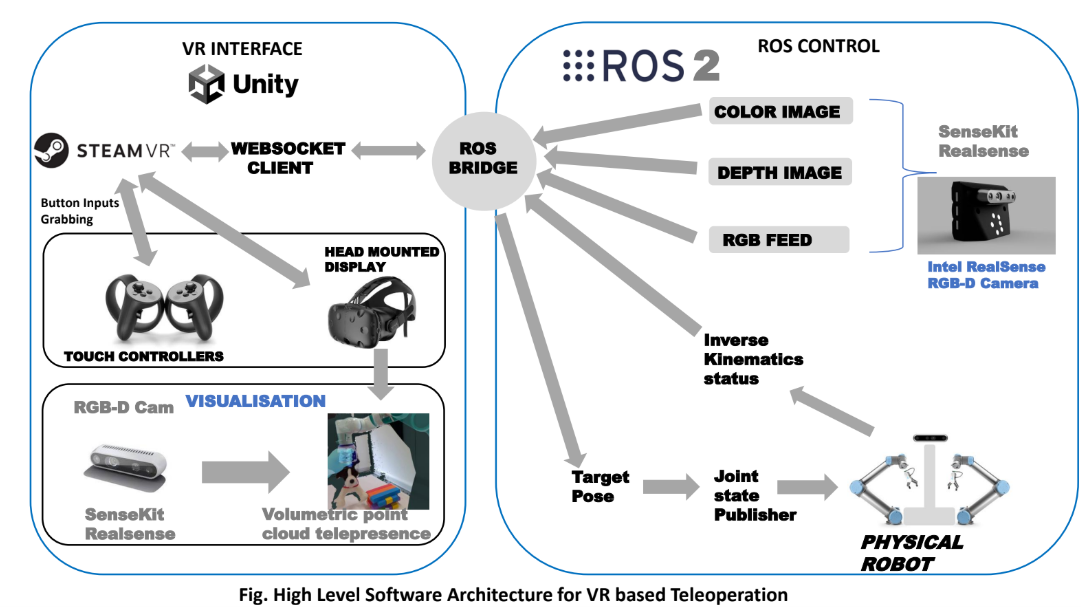 VR INTERFACE
Unity
STEAMVR™
WEBSOCKET
CLIENT
Button Inputs
Grabbing
HEAD MOUNTED
DISPLAY
TOUCH CONTROLLERS
RGB-D Cam
VISUALISATION
SenseKit
Realsense
Volumetric point
cloud telepresence
ROS
BRIDGE
ROS CONTROL
ROS 2
COLOR IMAGE
DEPTH IMAGE
RGB FEED
SenseKit
Realsense
Intel RealSense
RGB-D Camera
Inverse
Kinematics
status
Target
Pose
Joint
state
Publisher
PHYSICAL
ROBOT
Fig. High Level Software Architecture for VR based Teleoperation